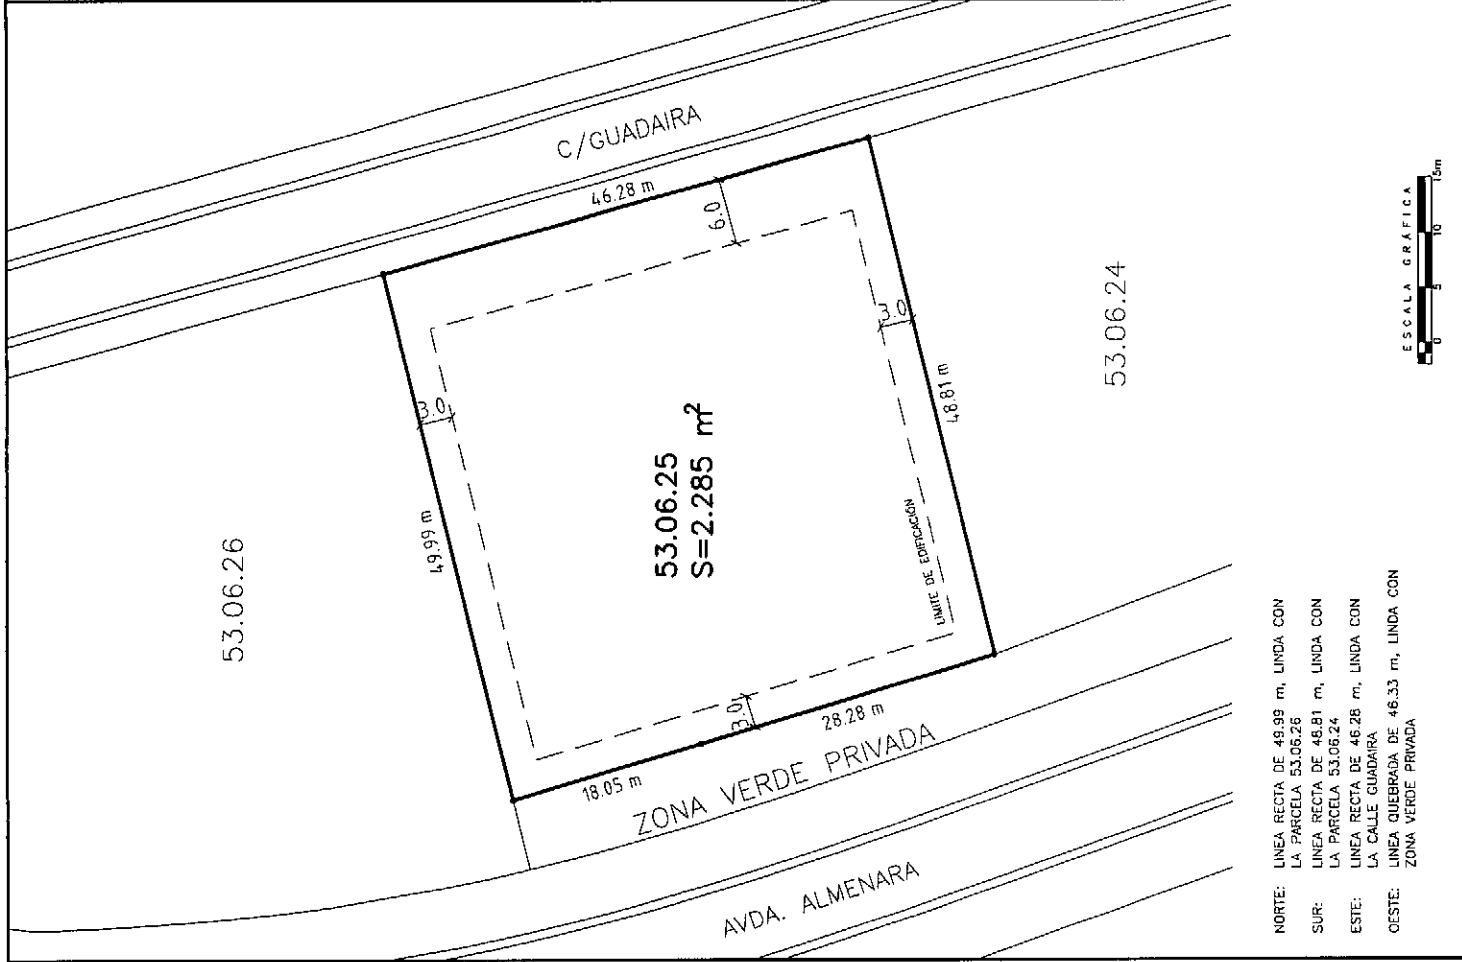 C/GUADAIRA
46.28 m
6.0
3.0
49.99 m
53.06.26
53.06.25
S=2.285 m²
3.0
48.81 m
53.06.24
LIMITE DE EDIFICACIÓN
3.0
28.28 m
18.05 m
ZONA VERDE PRIVADA
AVDA. ALMENARA
NORTE: LINEA RECTA DE 49.99 m, LINDA CON
LA PARCELA 53.06.26
SUR: LINEA RECTA DE 48.81 m, LINDA CON
LA PARCELA 53.06.24
ESTE: LINEA RECTA DE 46.28 m, LINDA CON
LA CALLE GUADAIRA
OESTE: LINEA QUEBRADA DE 46.33 m, LINDA CON
ZONA VERDE PRIVADA
ESCALA GRÁFICA
0 5 10 15m